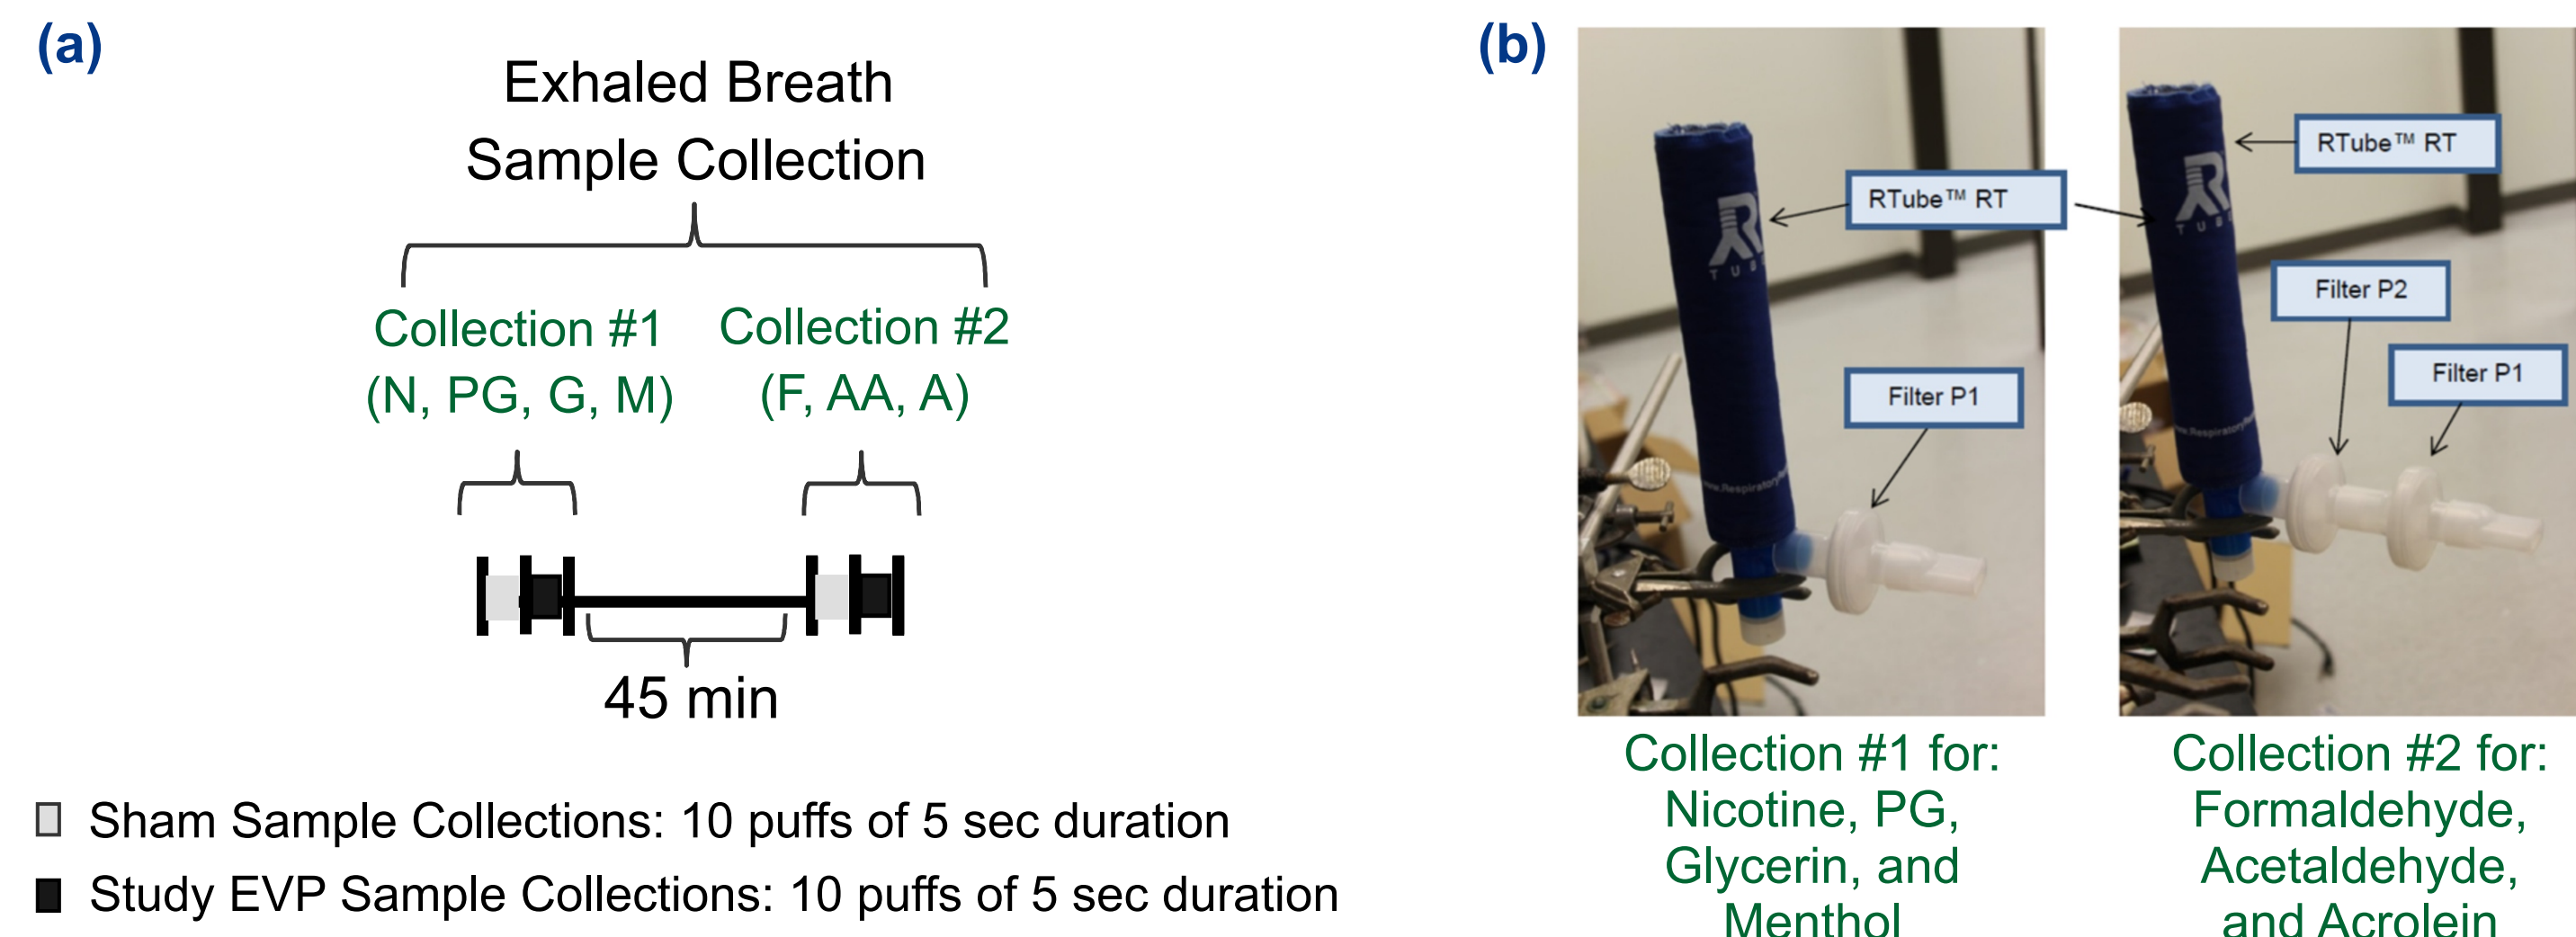 (a)
Exhaled Breath
Sample Collection
Collection #1
(N, PG, G, M)
Collection #2
(F, AA, A)
45 min
Sham Sample Collections: 10 puffs of 5 sec duration
Study EVP Sample Collections: 10 puffs of 5 sec duration
(b)
RTube™ RT
Filter P1
R
TUB
Collection #1 for:
Nicotine, PG,
Glycerin, and
Menthol
RTube™ RT
Filter P2
Filter P1
R
TUB
Collection #2 for:
Formaldehyde,
Acetaldehyde,
and Acrolein